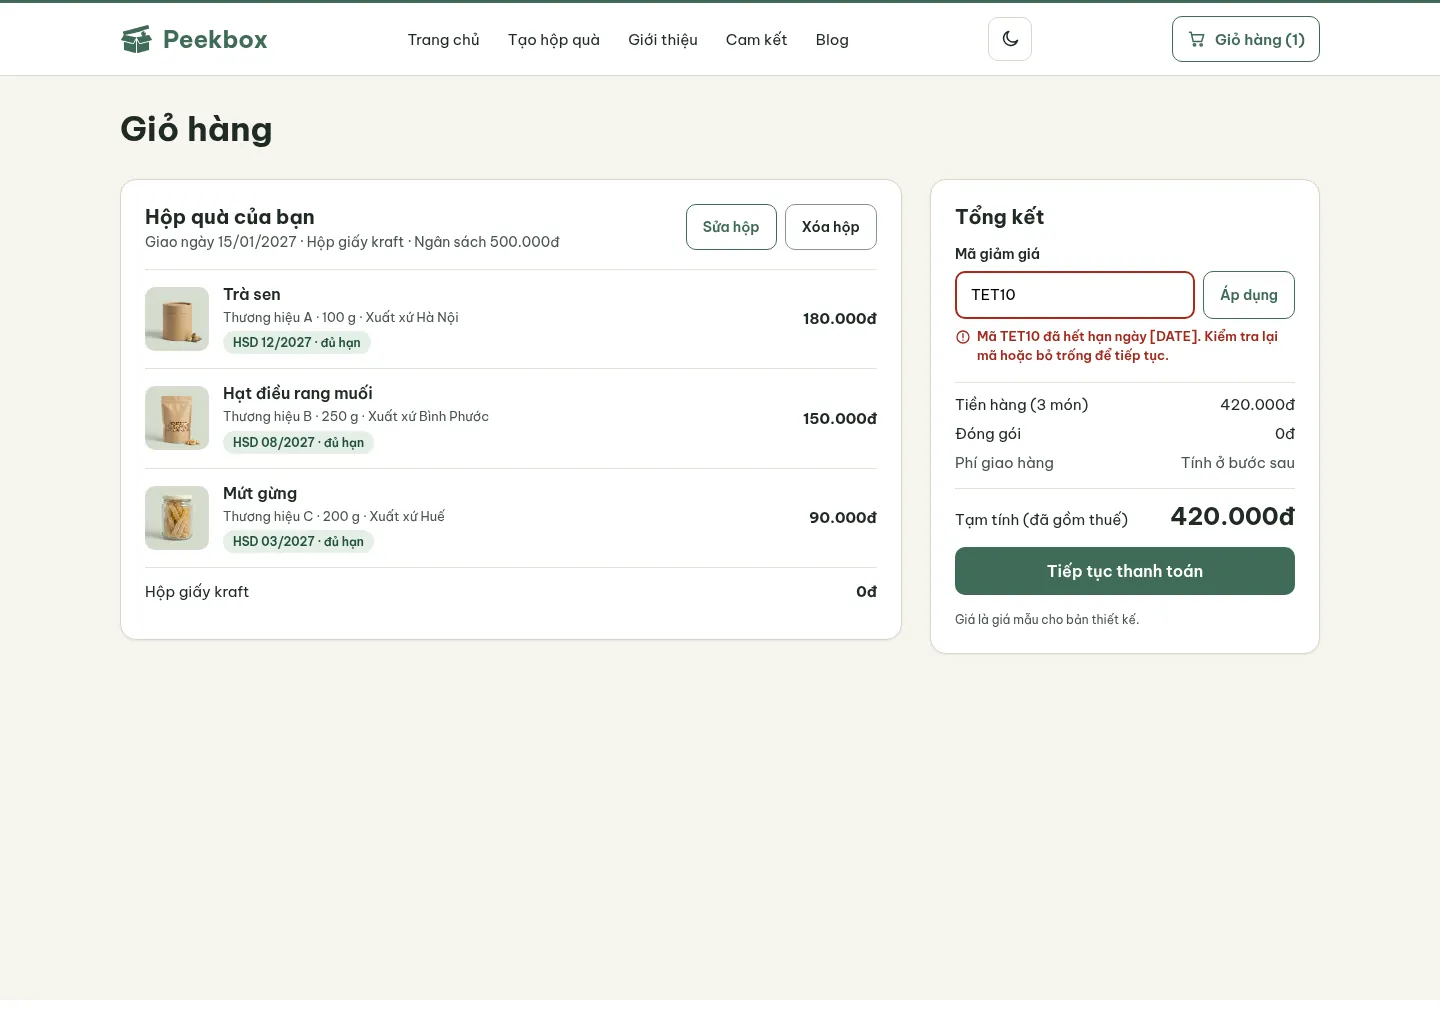 Peekbox
Trang chủ
Tạo hộp quà
Giới thiệu
Cam kết
Blog
Giỏ hàng (1)
Giỏ hàng
Hộp quà của bạn
Giao ngày 15/01/2027 · Hộp giấy kraft · Ngân sách 500.000đ
Sửa hộp
Xóa hộp
Trà sen
Thương hiệu A · 100 g · Xuất xứ Hà Nội
HSD 12/2027 · đủ hạn
180.000đ
Hạt điều rang muối
Thương hiệu B · 250 g · Xuất xứ Bình Phước
HSD 08/2027 · đủ hạn
150.000đ
Mứt gừng
Thương hiệu C · 200 g · Xuất xứ Huế
HSD 03/2027 · đủ hạn
90.000đ
Hộp giấy kraft
0đ
Tổng kết
Mã giảm giá
TET10
Áp dụng
Mã TET10 đã hết hạn ngày [DATE]. Kiểm tra lại
mã hoặc bỏ trống để tiếp tục.
Tiền hàng (3 món)
420.000đ
Đóng gói
0đ
Phí giao hàng
Tính ở bước sau
Tạm tính (đã gồm thuế)
420.000đ
Tiếp tục thanh toán
Giá là giá mẫu cho bản thiết kế.